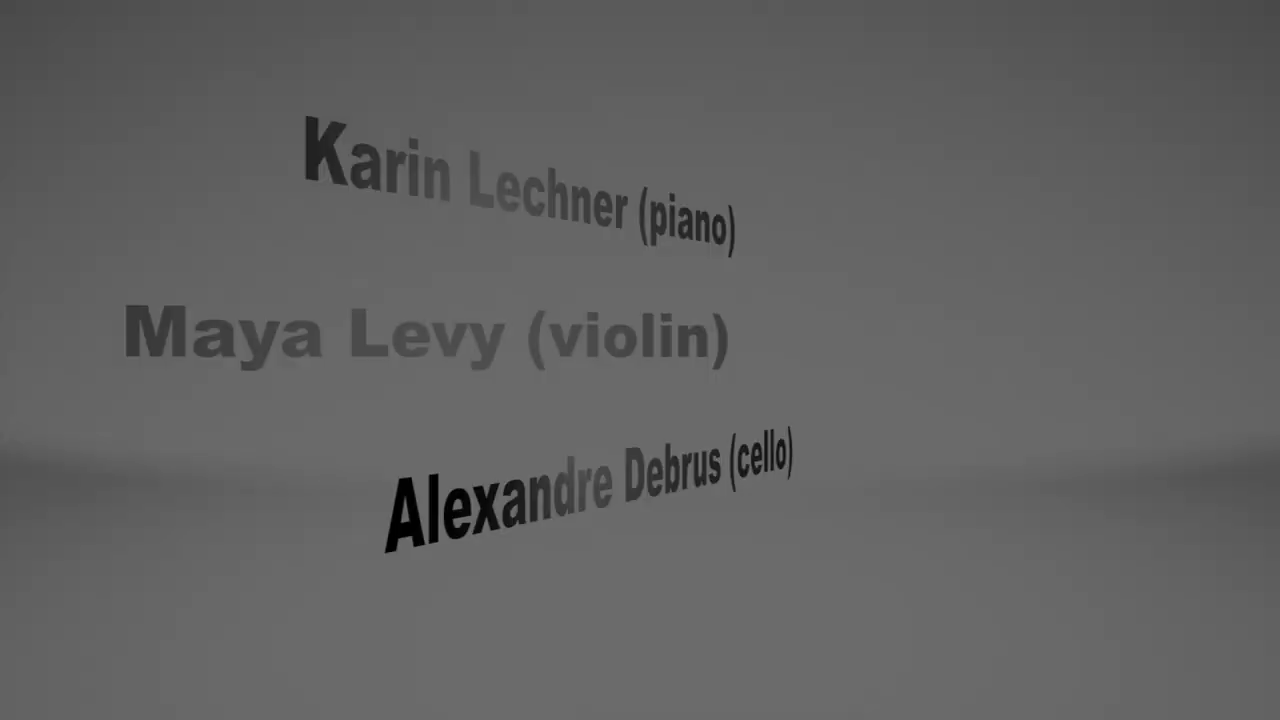 Karin Lechner (piano)
Maya Levy (violin)
Alexandre Debrus (cello)